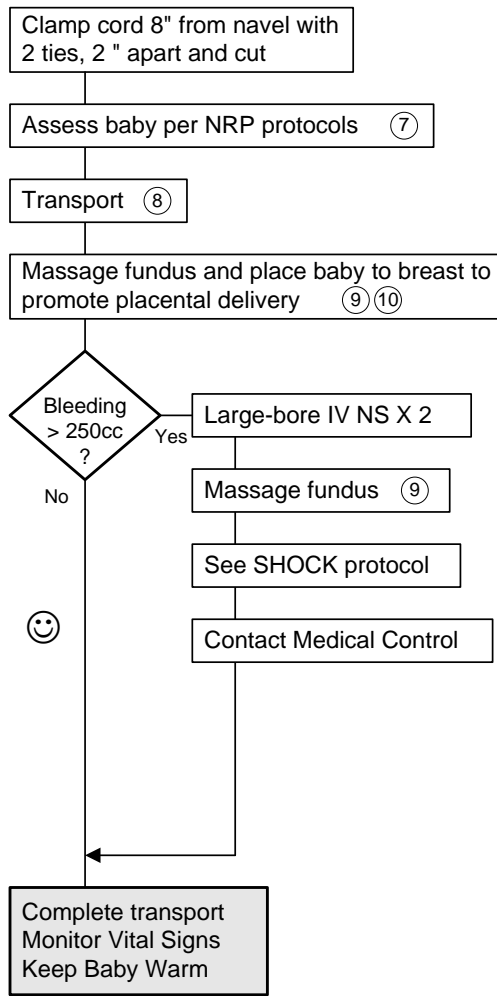 Clamp cord 8" from navel with
2 ties, 2 " apart and cut
Assess baby per NRP protocols 7
Transport 8
Massage fundus and place baby to breast to
promote placental delivery 9 10
Bleeding
> 250cc
?
Yes
No
Large-bore IV NS X 2
Massage fundus 9
See SHOCK protocol
Contact Medical Control
Complete transport
Monitor Vital Signs
Keep Baby Warm